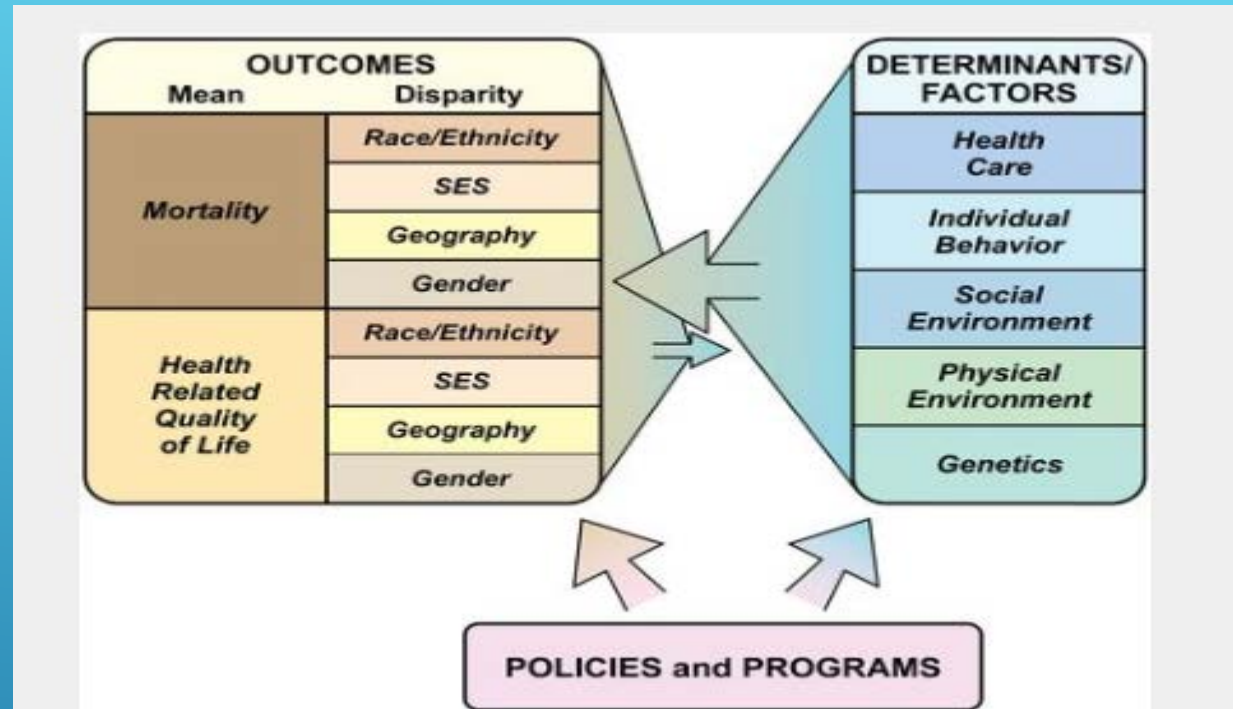 OUTCOMES
Mean Disparity
Mortality
Race/Ethnicity
SES
Geography
Gender
Health
Related
Quality
of Life
Race/Ethnicity
SES
Geography
Gender
DETERMINANTS/
FACTORS
Health
Care
Individual
Behavior
Social
Environment
Physical
Environment
Genetics
POLICIES and PROGRAMS